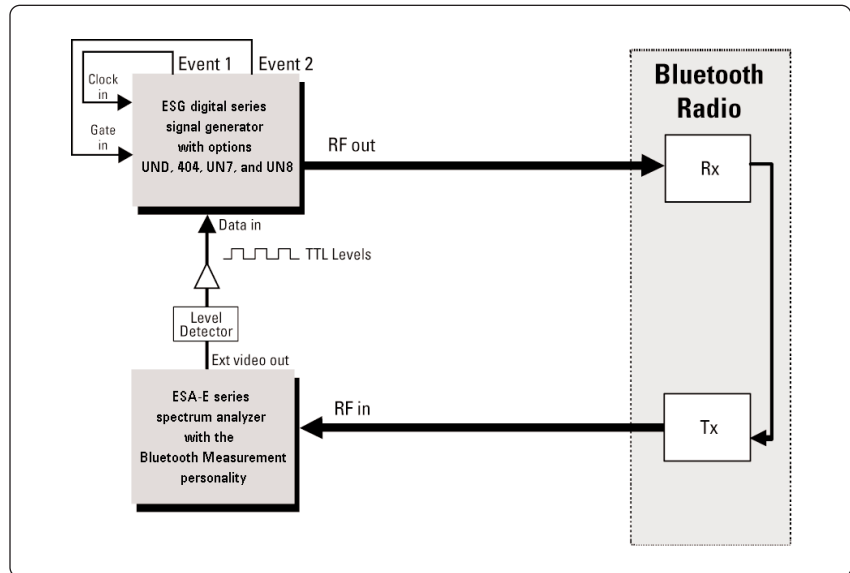 Event 1 Event 2
Clock
in
Gate
in
ESG digital series
signal generator
with options
UND, 404, UN7, and UN8
RF out
Bluetooth
Radio
Rx
Data in
TTL Levels
Level
Detector
Ext video out
ESA-E series
spectrum analyzer
with the
Bluetooth Measurement
personality
RF in
Tx